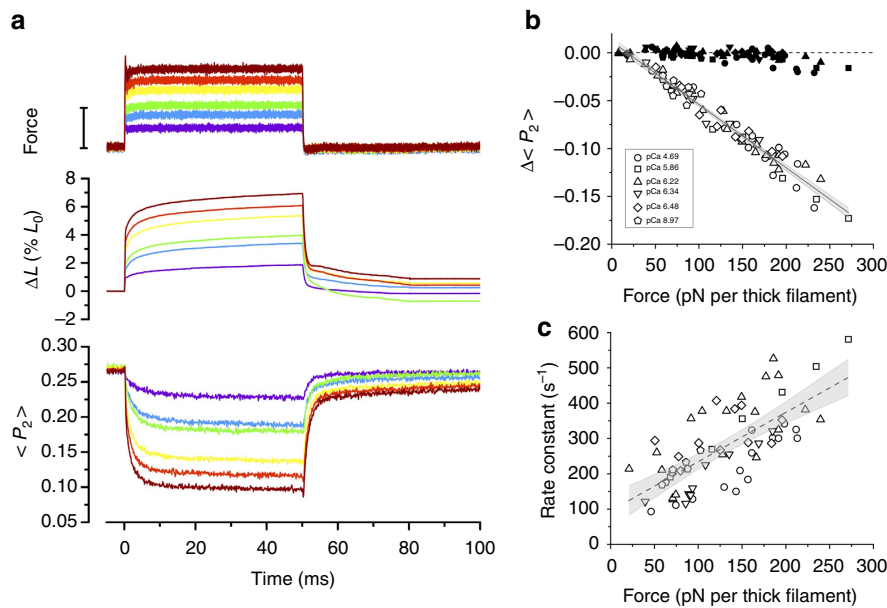 a
Force
8
6
4
2
0
−2
ΔL (% L0)
0.30
0.25
0.20
0.15
0.10
0.05
< P2 >
0 20 40 60 80 100
Time (ms)
b
0.00
−0.05
−0.10
−0.15
−0.20
Δ< P2 >
pCa 4.69
pCa 5.86
pCa 6.22
pCa 6.34
pCa 6.48
pCa 8.97
0 50 100 150 200 250 300
Force (pN per thick filament)
c
600
500
400
300
200
100
0
Rate constant (s−1)
0 50 100 150 200 250 300
Force (pN per thick filament)